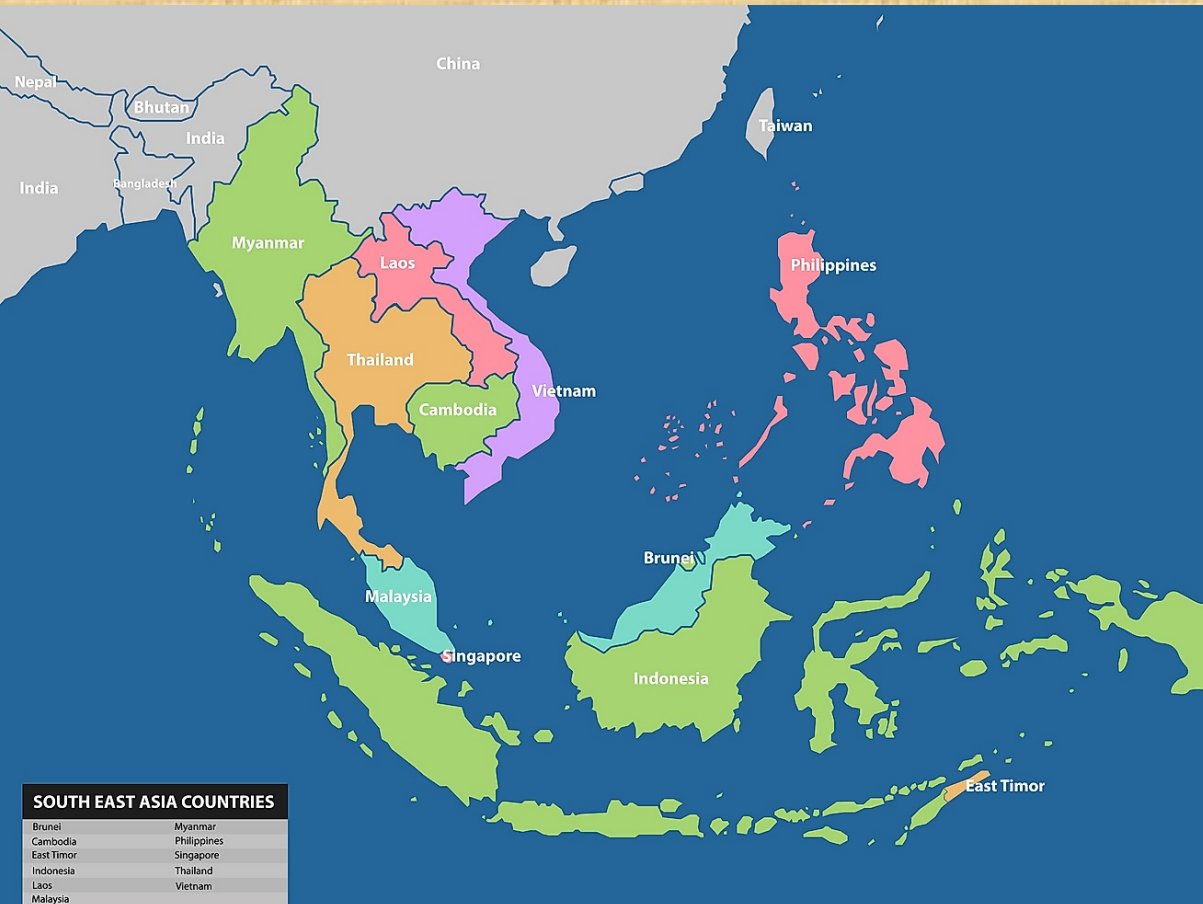 China
Nepal
Bhutan
Taiwan
India
India
Bangladesh
Myanmar
Laos
Philippines
Thailand
Vietnam
Cambodia
Brunei
Malaysia
Singapore
Indonesia
East Timor
SOUTH EAST ASIA COUNTRIES
Brunei Myanmar
Cambodia Philippines
East Timor Singapore
Indonesia Thailand
Laos Vietnam
Malaysia